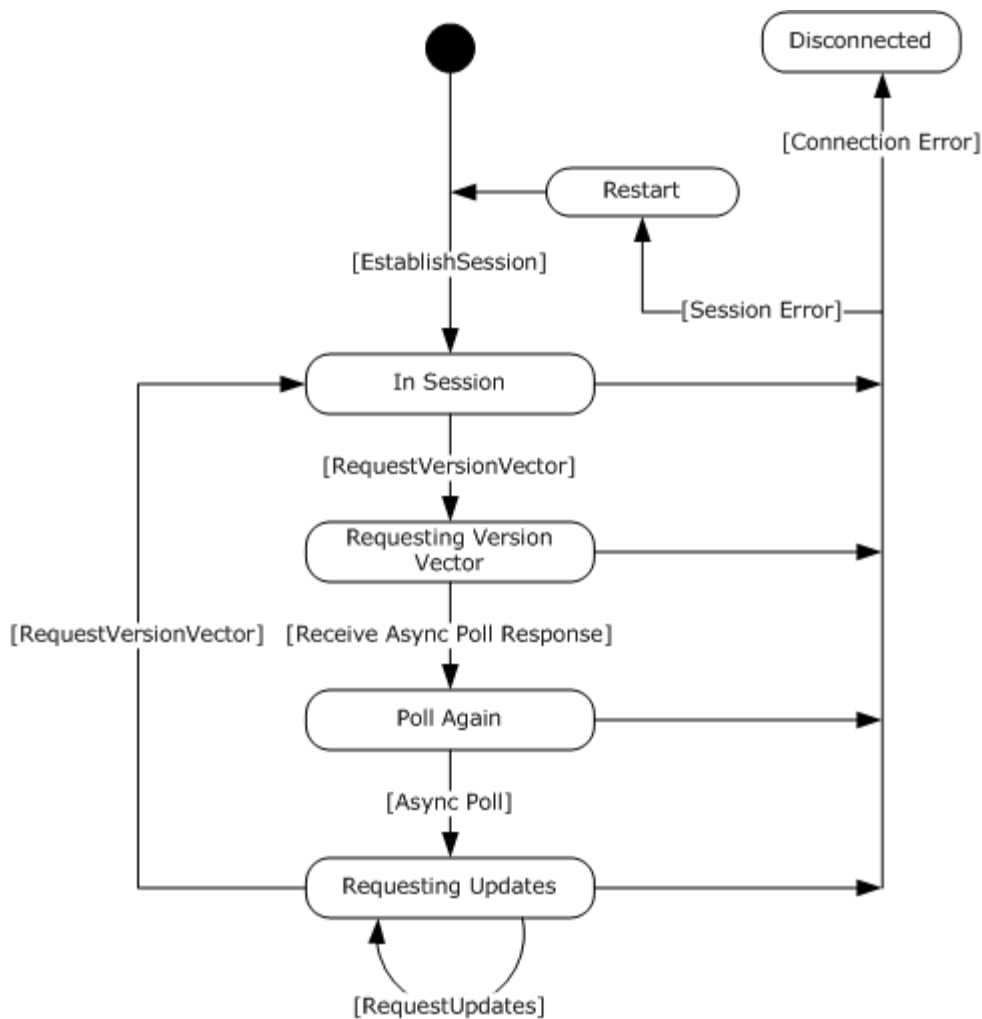 Disconnected
[Connection Error]
Restart
[EstablishSession]
[Session Error]
In Session
[RequestVersionVector]
Requesting Version
Vector
[RequestVersionVector]
[Receive Async Poll Response]
Poll Again
[Async Poll]
Requesting Updates
[RequestUpdates]